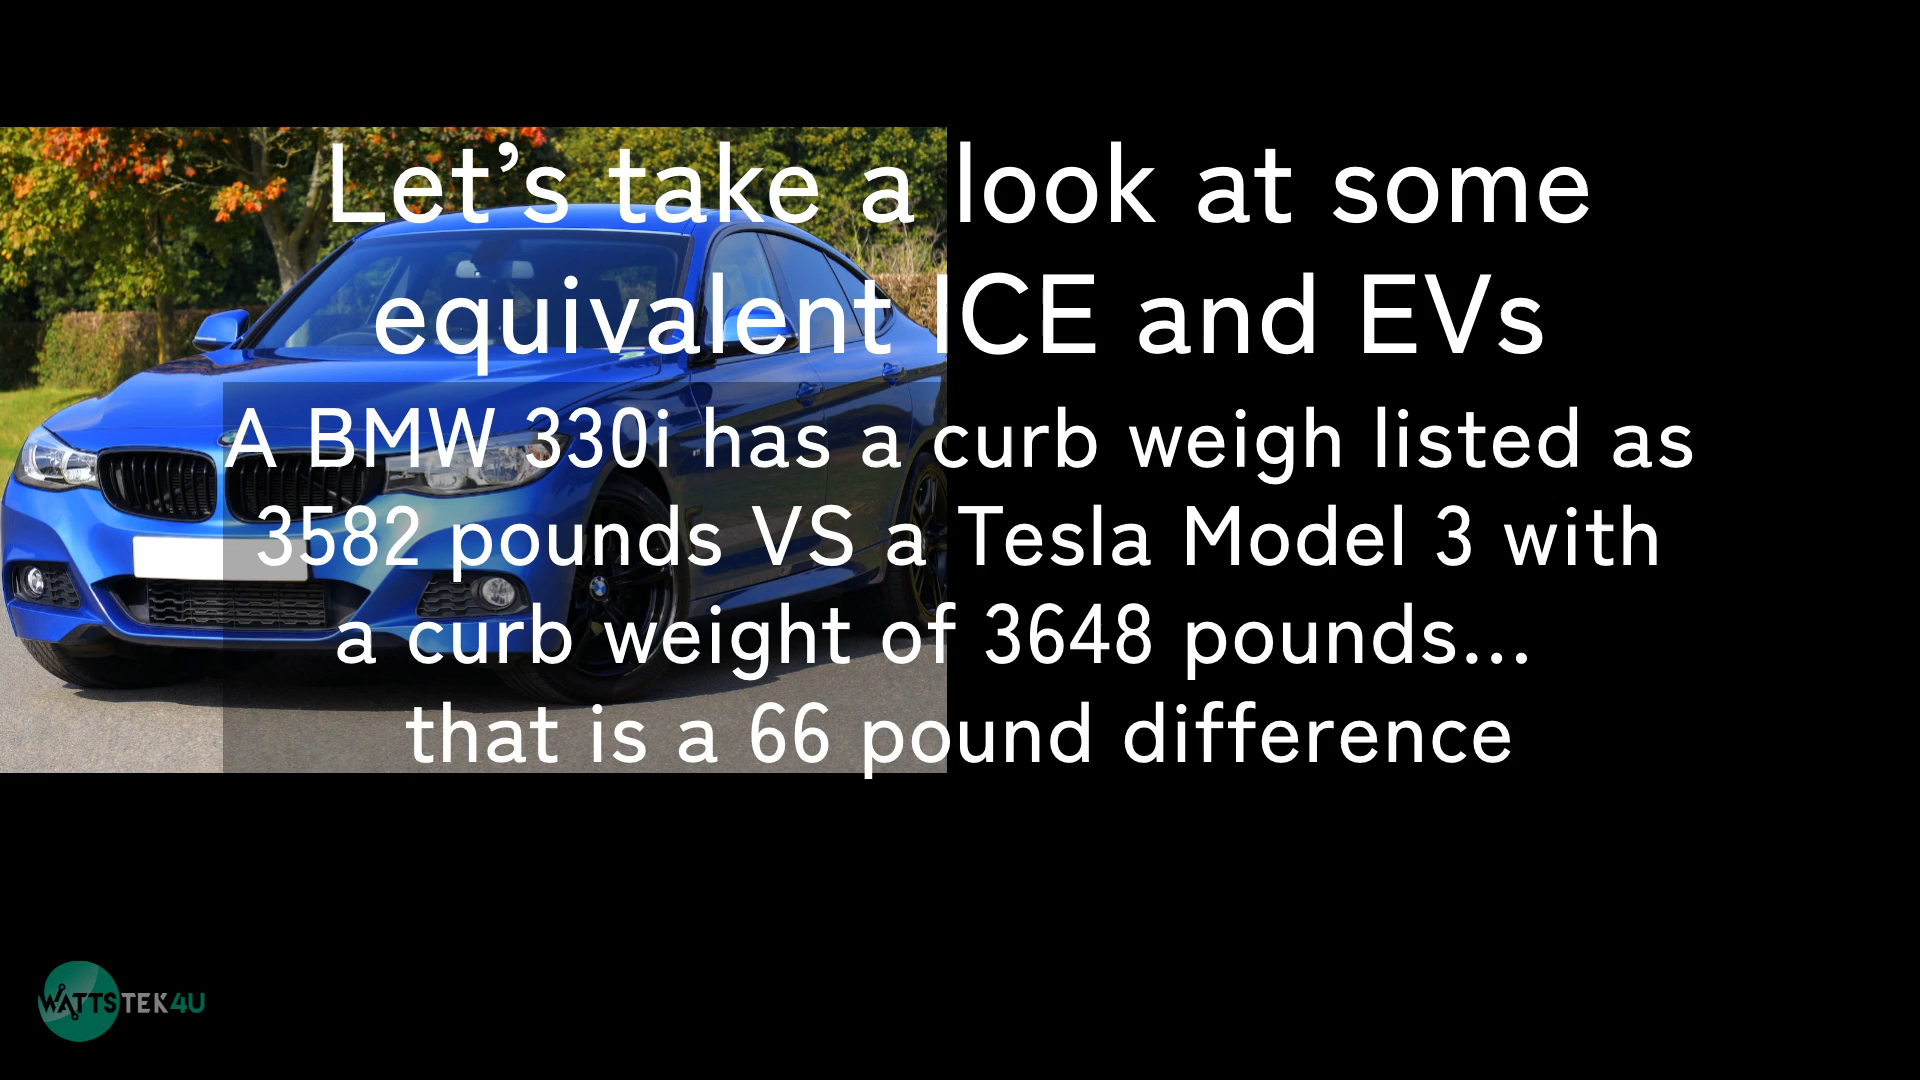 Let’s take a look at some
equivalent ICE and EVs
A BMW 330i has a curb weigh listed as
3582 pounds VS a Tesla Model 3 with
a curb weight of 3648 pounds...
that is a 66 pound difference
WATTSTEK4U